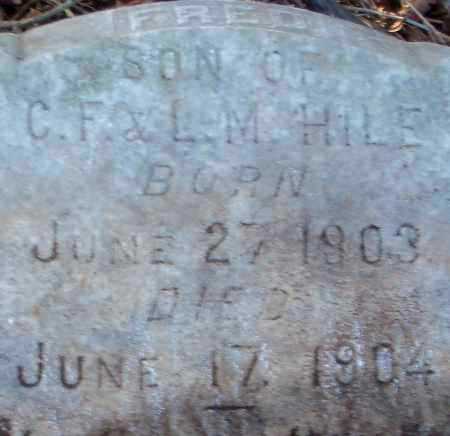 FRED
SON OF
C.F. & L.M. HILE
BORN
JUNE 27 1903
DIED
JUNE 17, 1904